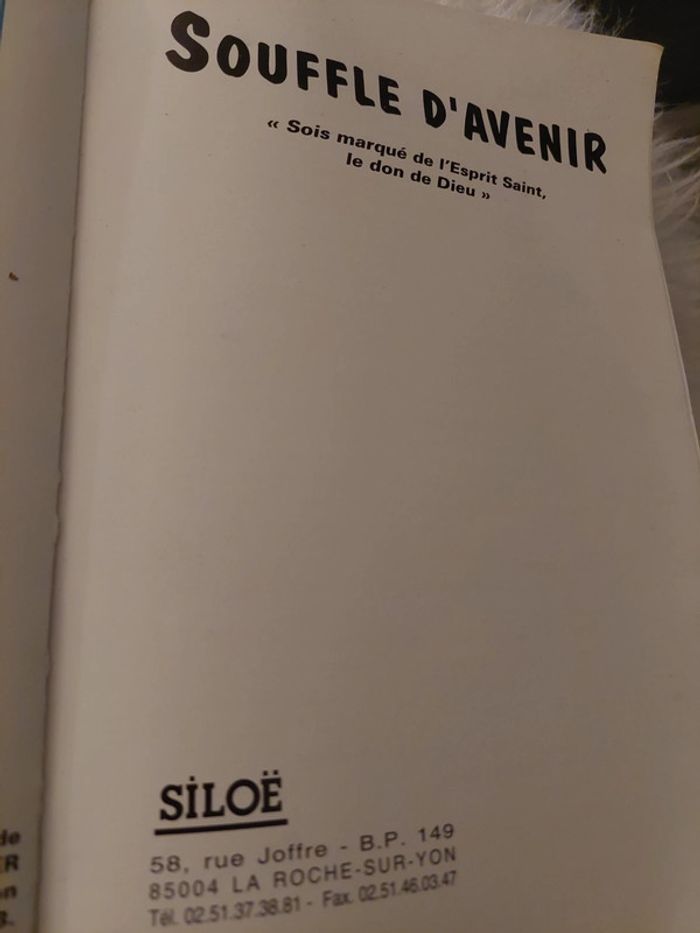 SOUFFLE D'AVENIR
« Sois marqué de l'Esprit Saint,
le don de Dieu »
SiLOË
58, rue Joffre - B.P. 149
85004 LA ROCHE-SUR-YON
Tél. 02.51.37.38.81 - Fax. 02.51.46.03.47